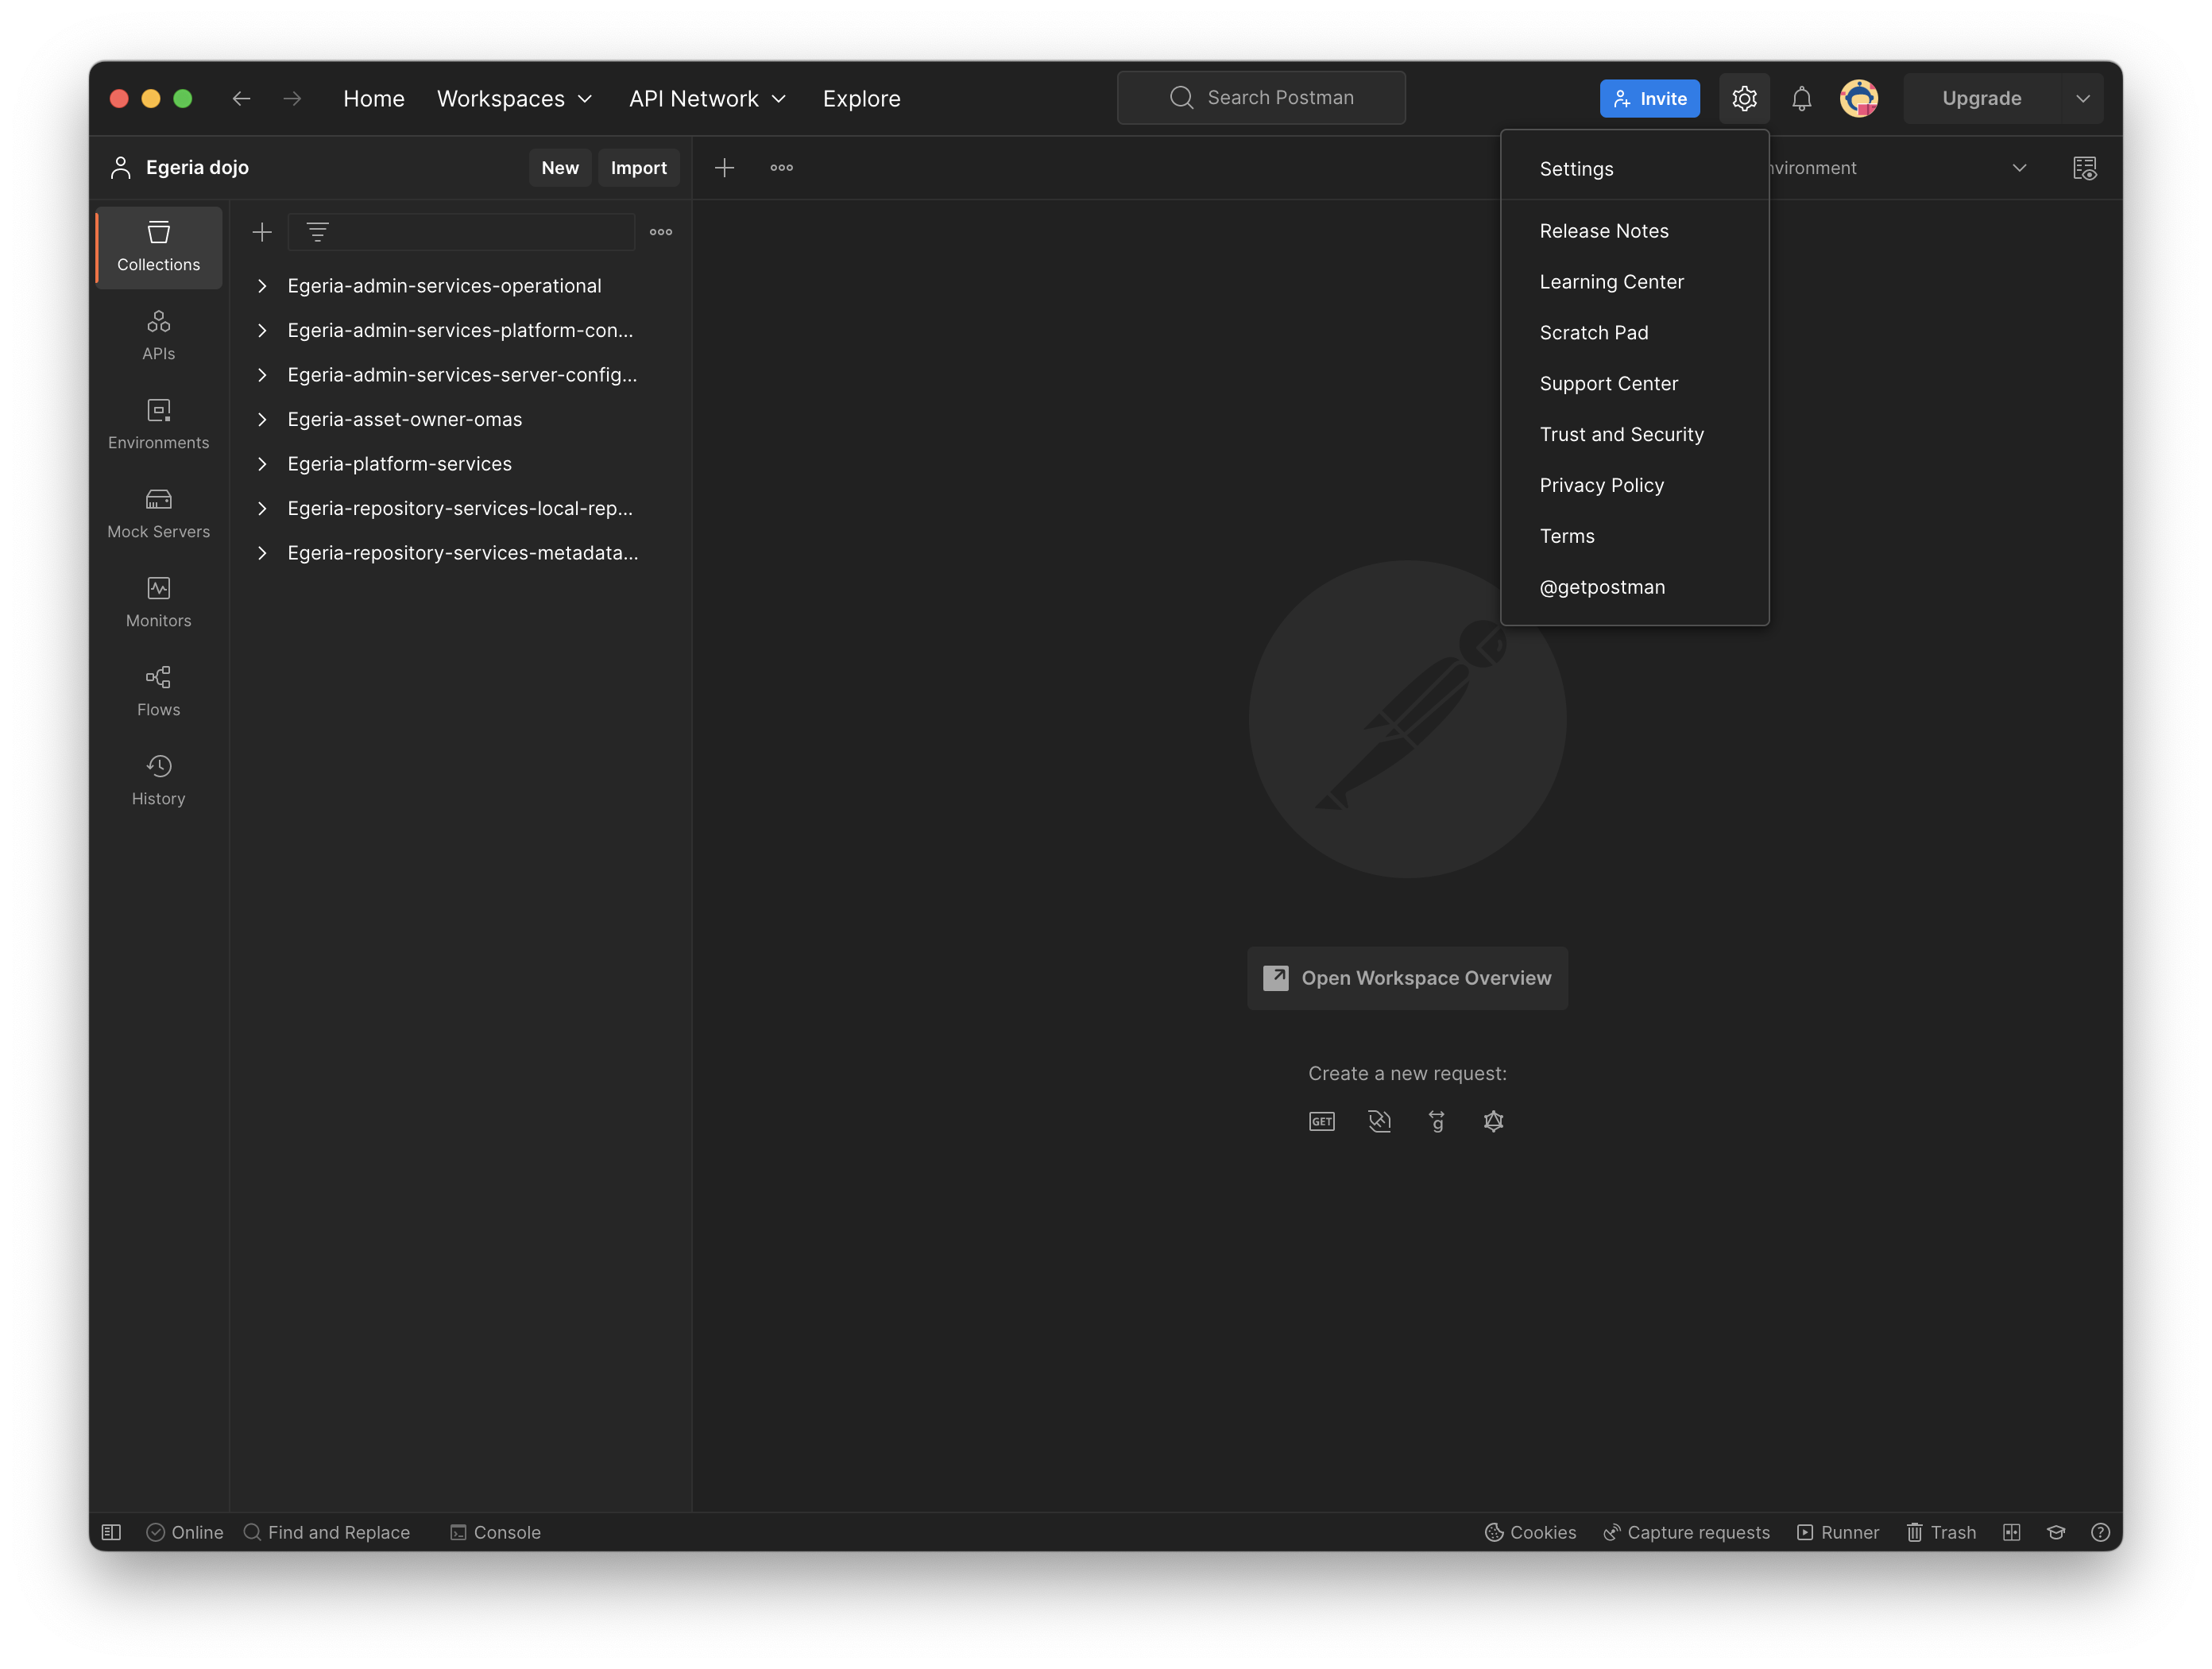 Home Workspaces API Network Explore Search Postman Invite Upgrade
Egeria dojo New Import
Collections
APIs
Environments
Mock Servers
Monitors
Flows
History
Egeria-admin-services-operational
Egeria-admin-services-platform-con...
Egeria-admin-services-server-config...
Egeria-asset-owner-omas
Egeria-platform-services
Egeria-repository-services-local-rep...
Egeria-repository-services-metadata...
Settings
Release Notes
Learning Center
Scratch Pad
Support Center
Trust and Security
Privacy Policy
Terms
@getpostman
Open Workspace Overview
Create a new request:
GET
g
Online Find and Replace Console Cookies Capture requests Runner Trash